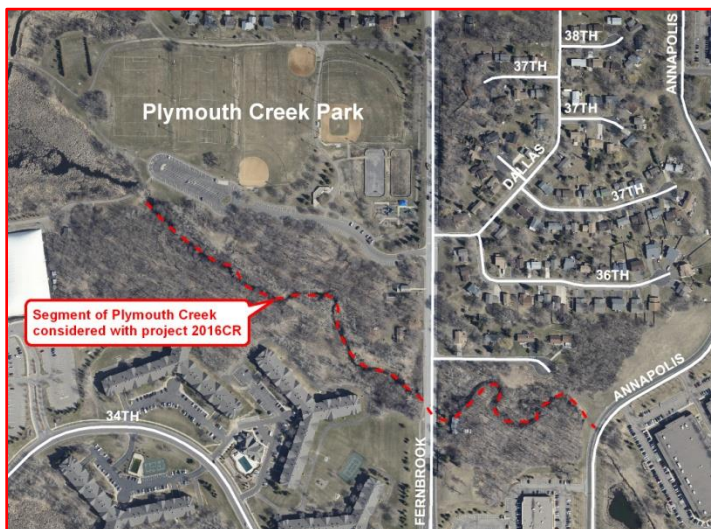 38TH
ANNAPOLIS
37TH
Plymouth Creek Park
37TH
DALLAS
37TH
36TH
Segment of Plymouth Creek
considered with project 2016CR
ANNAPOLIS
34TH
FERNBROOK